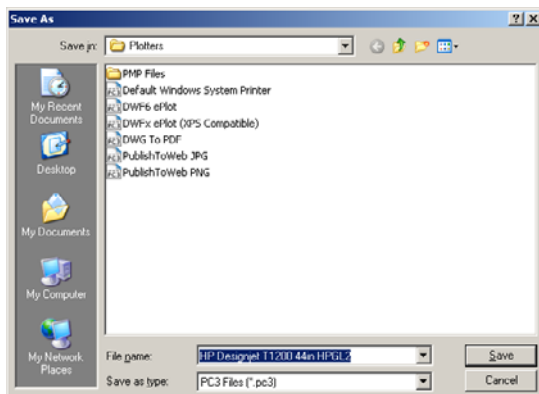 Save As
Save in:
Plotters
My Recent
Documents
Desktop
My Documents
My Computer
My Network
Places
PMP Files
Default Windows System Printer
DWF6 ePlot
DWFx ePlot (XPS Compatible)
DWG To PDF
PublishToWeb JPG
PublishToWeb PNG
File name:
HP Designjet T1200 44in HPGL2
Save
Save as type:
PC3 Files (*.pc3)
Cancel